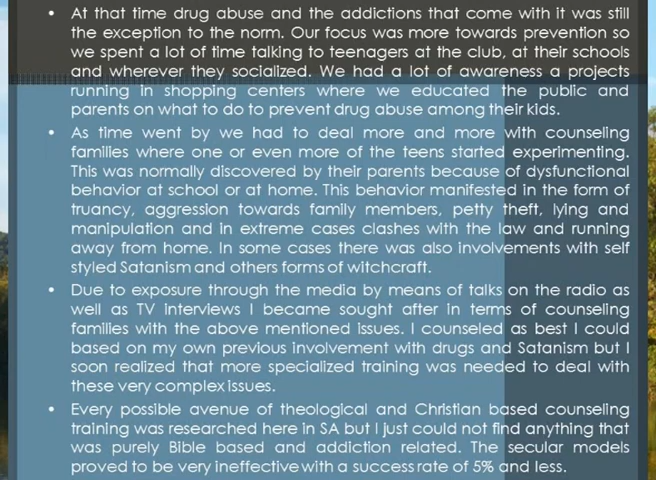 • At that time drug abuse and the addictions that come with it was still
the exception to the norm. Our focus was more towards prevention so
we spent a lot of time talking to teenagers at the club, at their schools
and wherever they socialized. We had a lot of awareness a projects
running in shopping centers where we educated the public and
parents on what to do to prevent drug abuse among their kids.
• As time went by we had to deal more and more with counseling
families where one or even more of the teens started experimenting.
This was normally discovered by their parents because of dysfunctional
behavior at school or at home. This behavior manifested in the form of
truancy, aggression towards family members, petty theft, lying and
manipulation and in extreme cases clashes with the law and running
away from home. In some cases there was also involvements with self
styled Satanism and others forms of witchcraft.
• Due to exposure through the media by means of talks on the radio as
well as TV interviews I became sought after in terms of counseling
families with the above mentioned issues. I counseled as best I could
based on my own previous involvement with drugs and Satanism but I
soon realized that more specialized training was needed to deal with
these very complex issues.
• Every possible avenue of theological and Christian based counseling
training was researched here in SA but I just could not find anything that
was purely Bible based and addiction related. The secular models
proved to be very ineffective with a success rate of 5% and less.